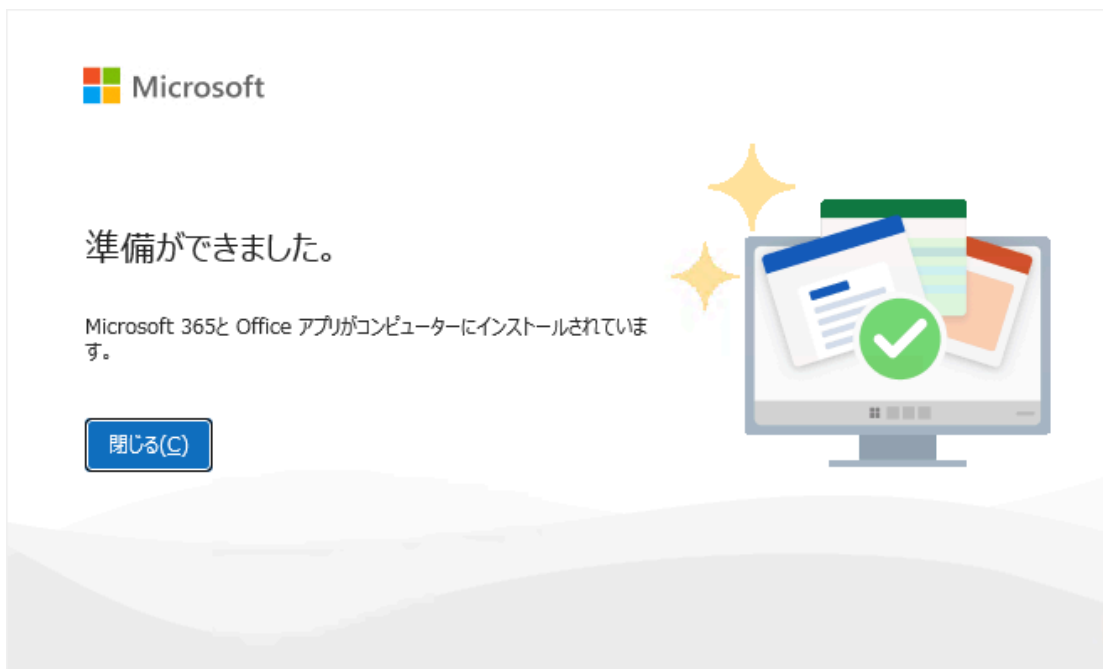 Microsoft
準備ができました。
Microsoft 365と Office アプリがコンピューターにインストールされていま
す。
閉じる(C)